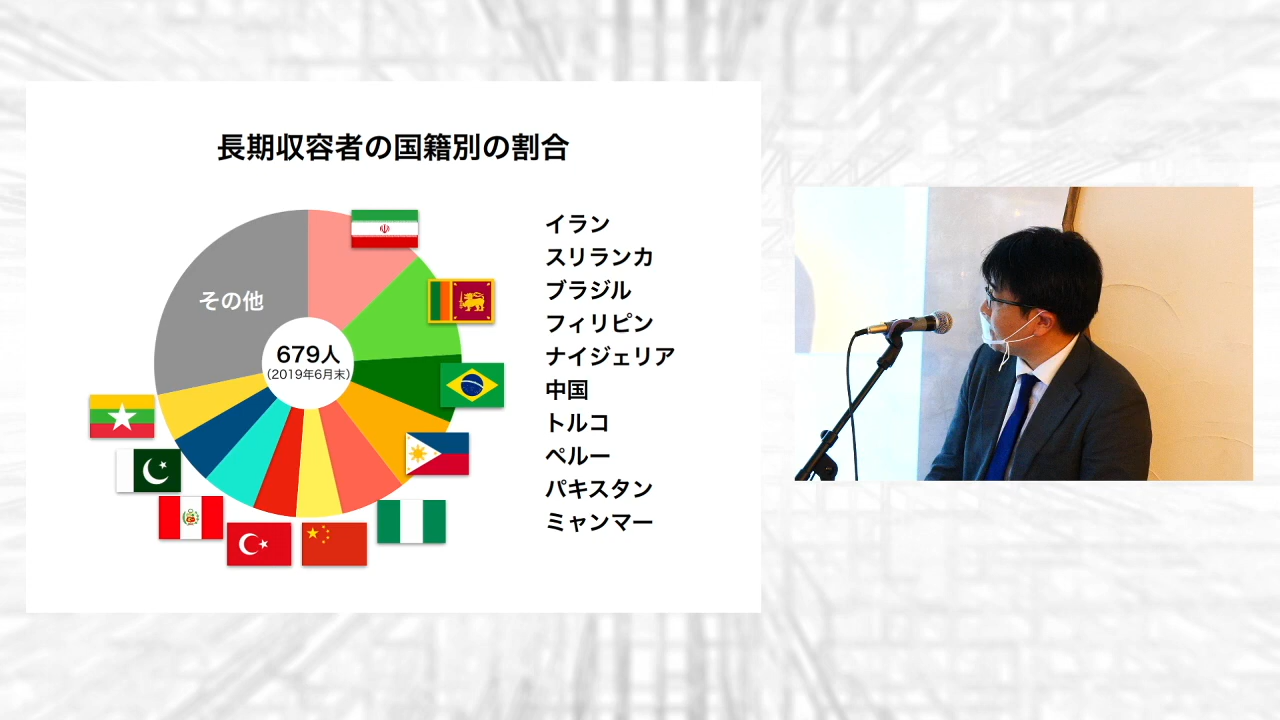 長期収容者の国籍別の割合
その他
679人
(2019年6月末)
イラン
スリランカ
ブラジル
フィリピン
ナイジェリア
中国
トルコ
ペルー
パキスタン
ミャンマー